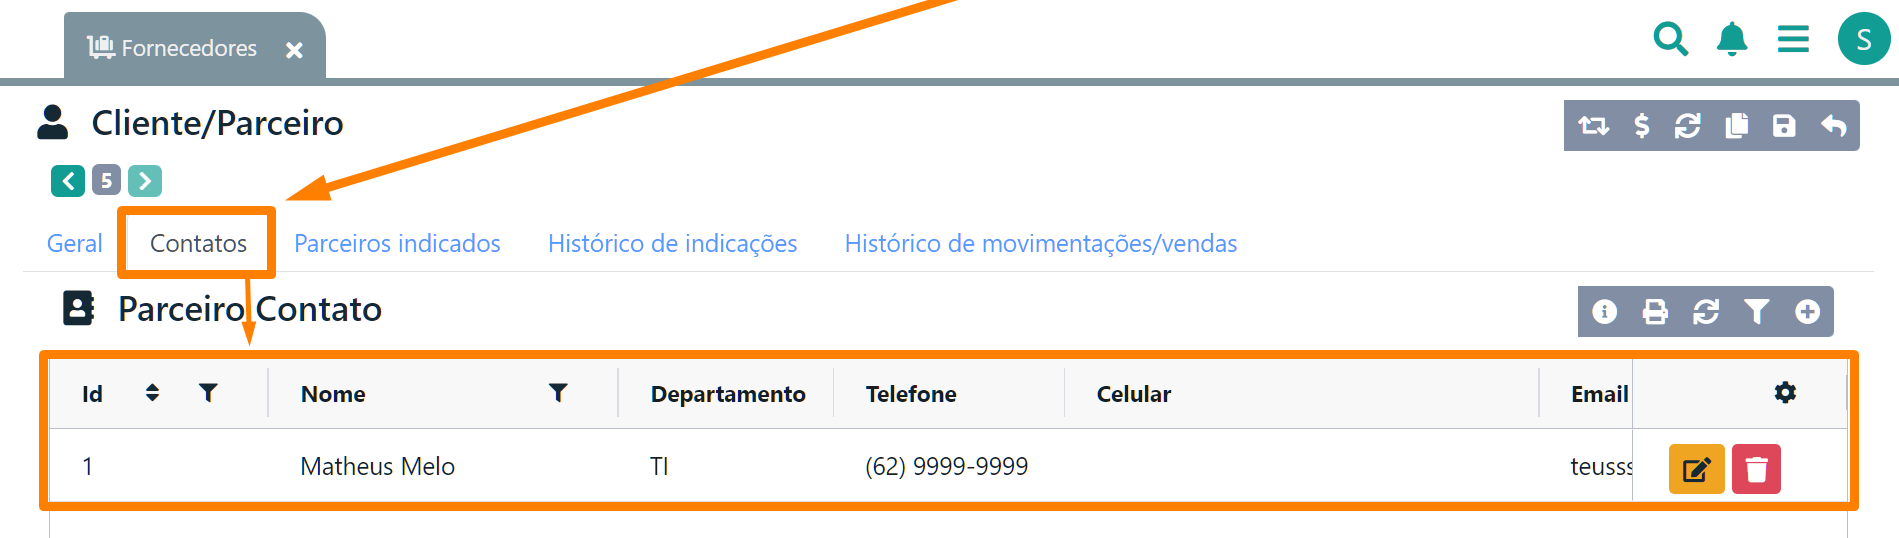 Fornecedores
S
Cliente/Parceiro
5
Geral Contatos Parceiros indicados Histórico de indicações Histórico de movimentações/vendas
Parceiro Contato
Id Nome Departamento Telefone Celular Email
1 Matheus Melo TI (62) 9999-9999 teusss